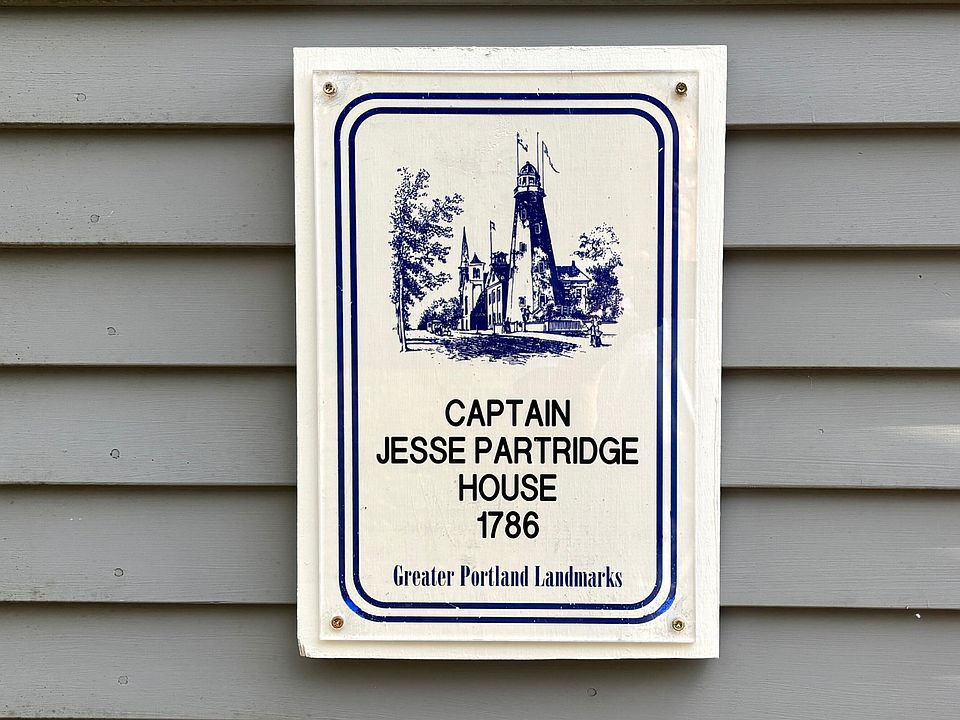 CAPTAIN
JESSE PARTRIDGE
HOUSE
1786
Greater Portland Landmarks